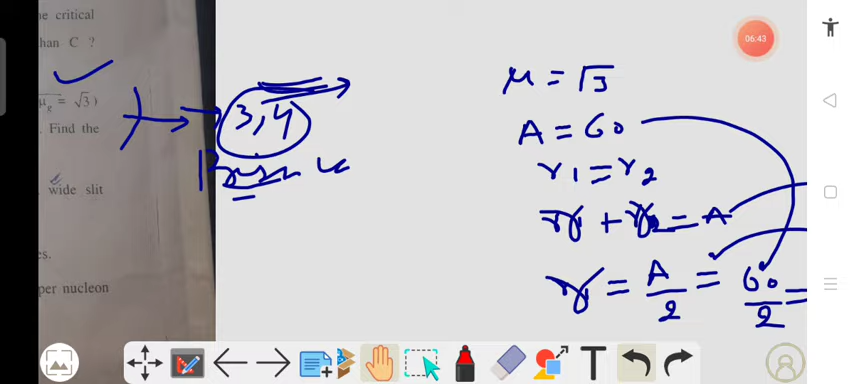 he critical
han C ?
μg = √3)
. Find the
wide slit
es.
per nucleon
3, 4
μ = √3
A = 60
r1 = r2
r + r = A
r = A/2 = 60/2 =
06:43
T